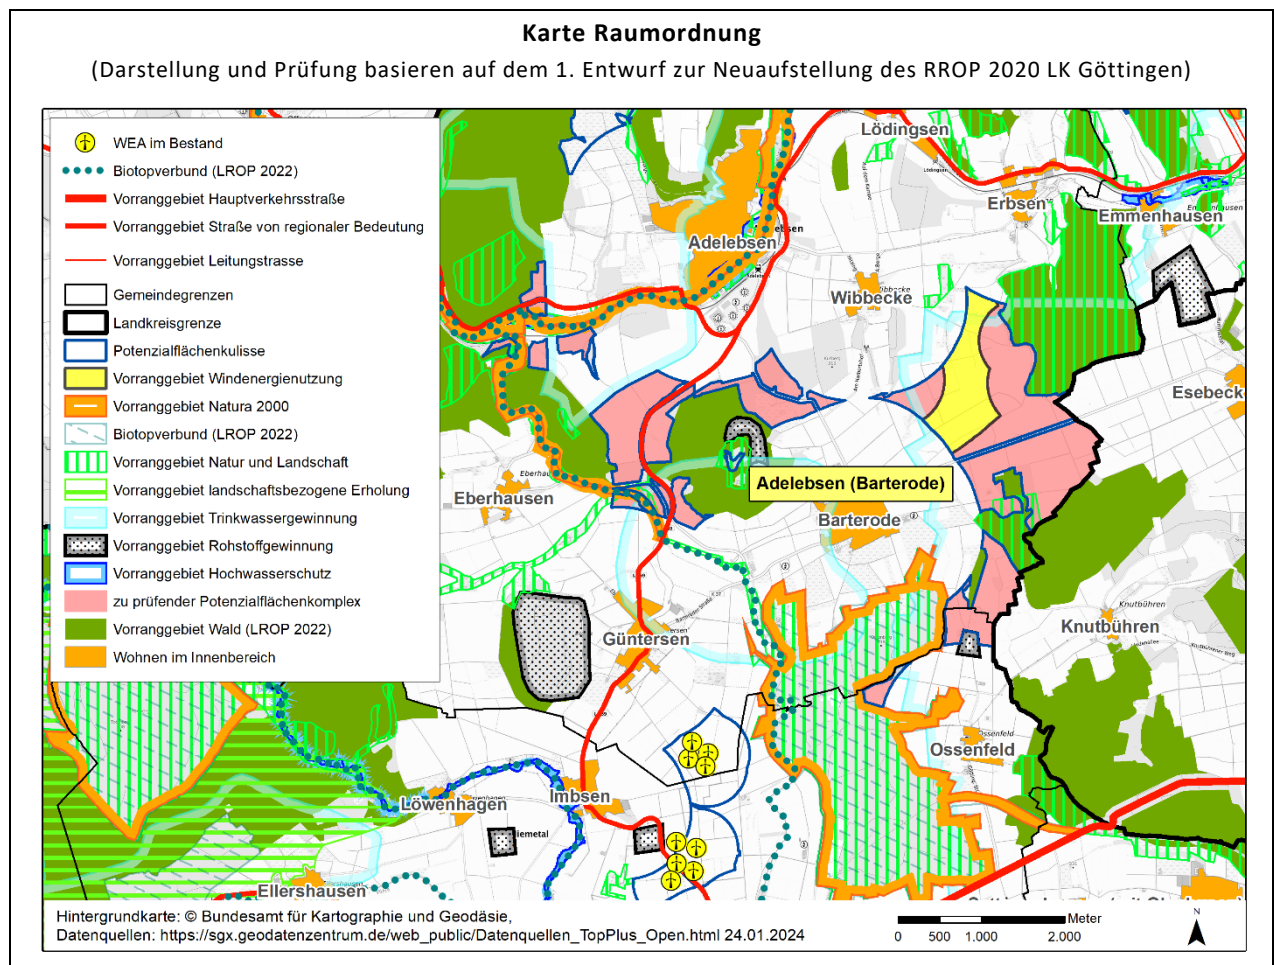 Karte Raumordnung
(Darstellung und Prüfung basieren auf dem 1. Entwurf zur Neuaufstellung des RROP 2020 LK Göttingen)
WEA im Bestand
Biotopverbund (LROP 2022)
Vorranggebiet Hauptverkehrsstraße
Vorranggebiet Straße von regionaler Bedeutung
Vorranggebiet Leitungstrasse
Gemeindegrenzen
Landkreisgrenze
Potenzialflächenkulisse
Vorranggebiet Windenergienutzung
Vorranggebiet Natura 2000
Biotopverbund (LROP 2022)
Vorranggebiet Natur und Landschaft
Vorranggebiet landschaftsbezogene Erholung
Vorranggebiet Trinkwassergewinnung
Vorranggebiet Rohstoffgewinnung
Vorranggebiet Hochwasserschutz
zu prüfender Potenzialflächenkomplex
Vorranggebiet Wald (LROP 2022)
Wohnen im Innenbereich
Lödingsen
Erbsen
Emmenhausen
Adelebsen
Wibbecke
Esebeck
Eberhausen
Adelebsen (Barterode)
Barterode
Knutbühren
Knutbühren
Güntersen
Ossenfeld
Ossenfeld
Löwenhagen
Imbsen
Ellershausen
Hintergrundkarte: © Bundesamt für Kartographie und Geodäsie,
Datenquellen: https://sgx.geodatenzentrum.de/web_public/Datenquellen_TopPlus_Open.html 24.01.2024
Meter
0 500 1.000 2.000
N